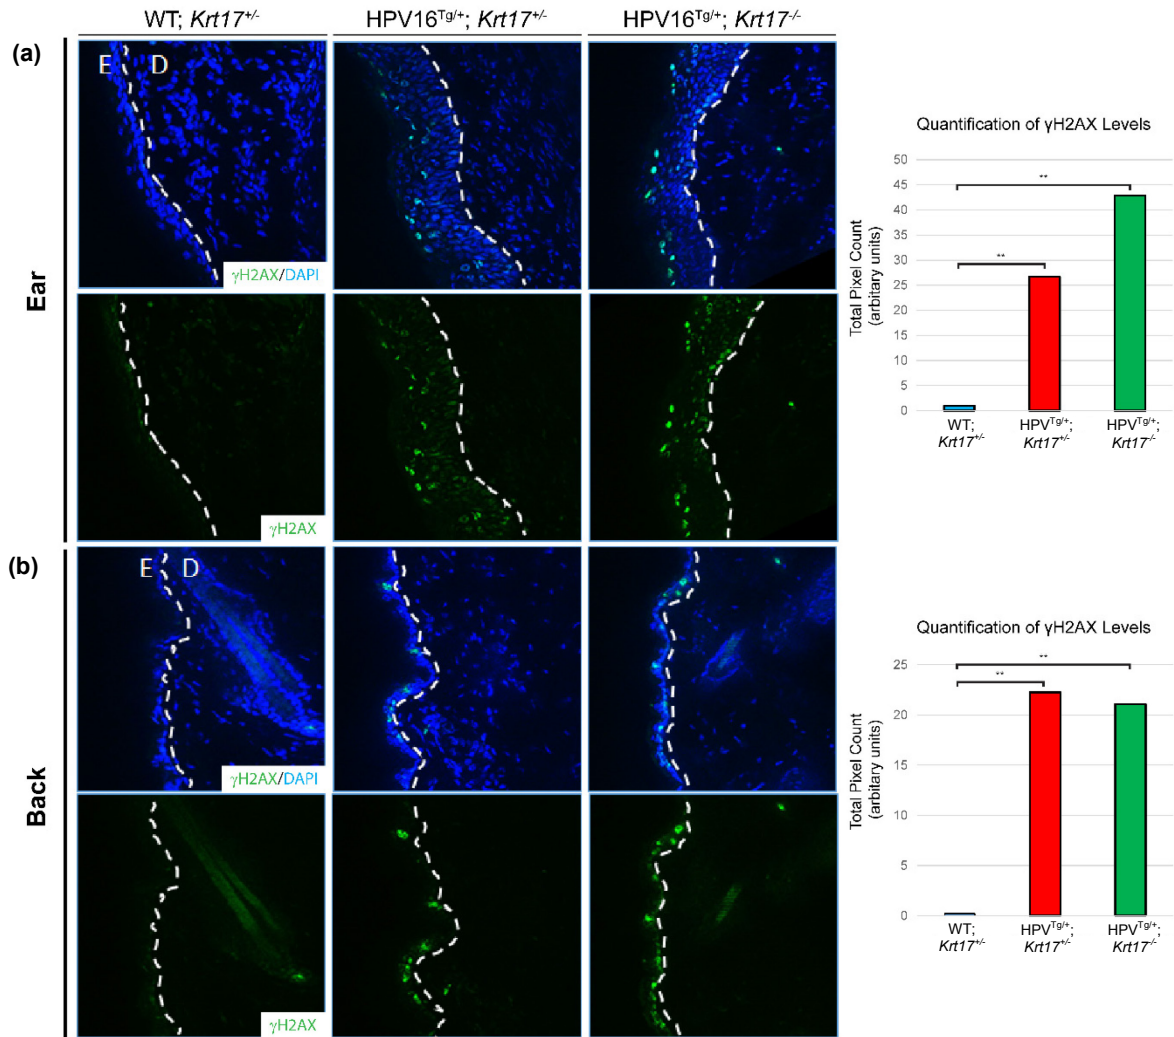 WT; Krt17+/-
HPV16Tg/+; Krt17+/-
HPV16Tg/+; Krt17-/-
(a)
Ear
E D
γH2AX/DAPI
γH2AX
Quantification of γH2AX Levels
Total Pixel Count
(arbitary units)
50
45
40
35
30
25
20
15
10
5
0
**
**
WT;
Krt17+/-
HPVTg/+;
Krt17+/-
HPVTg/+;
Krt17-/-
(b)
Back
E D
γH2AX/DAPI
γH2AX
Quantification of γH2AX Levels
Total Pixel Count
(arbitary units)
25
20
15
10
5
0
**
**
WT;
Krt17+/-
HPVTg/+;
Krt17+/-
HPVTg/+;
Krt17-/-